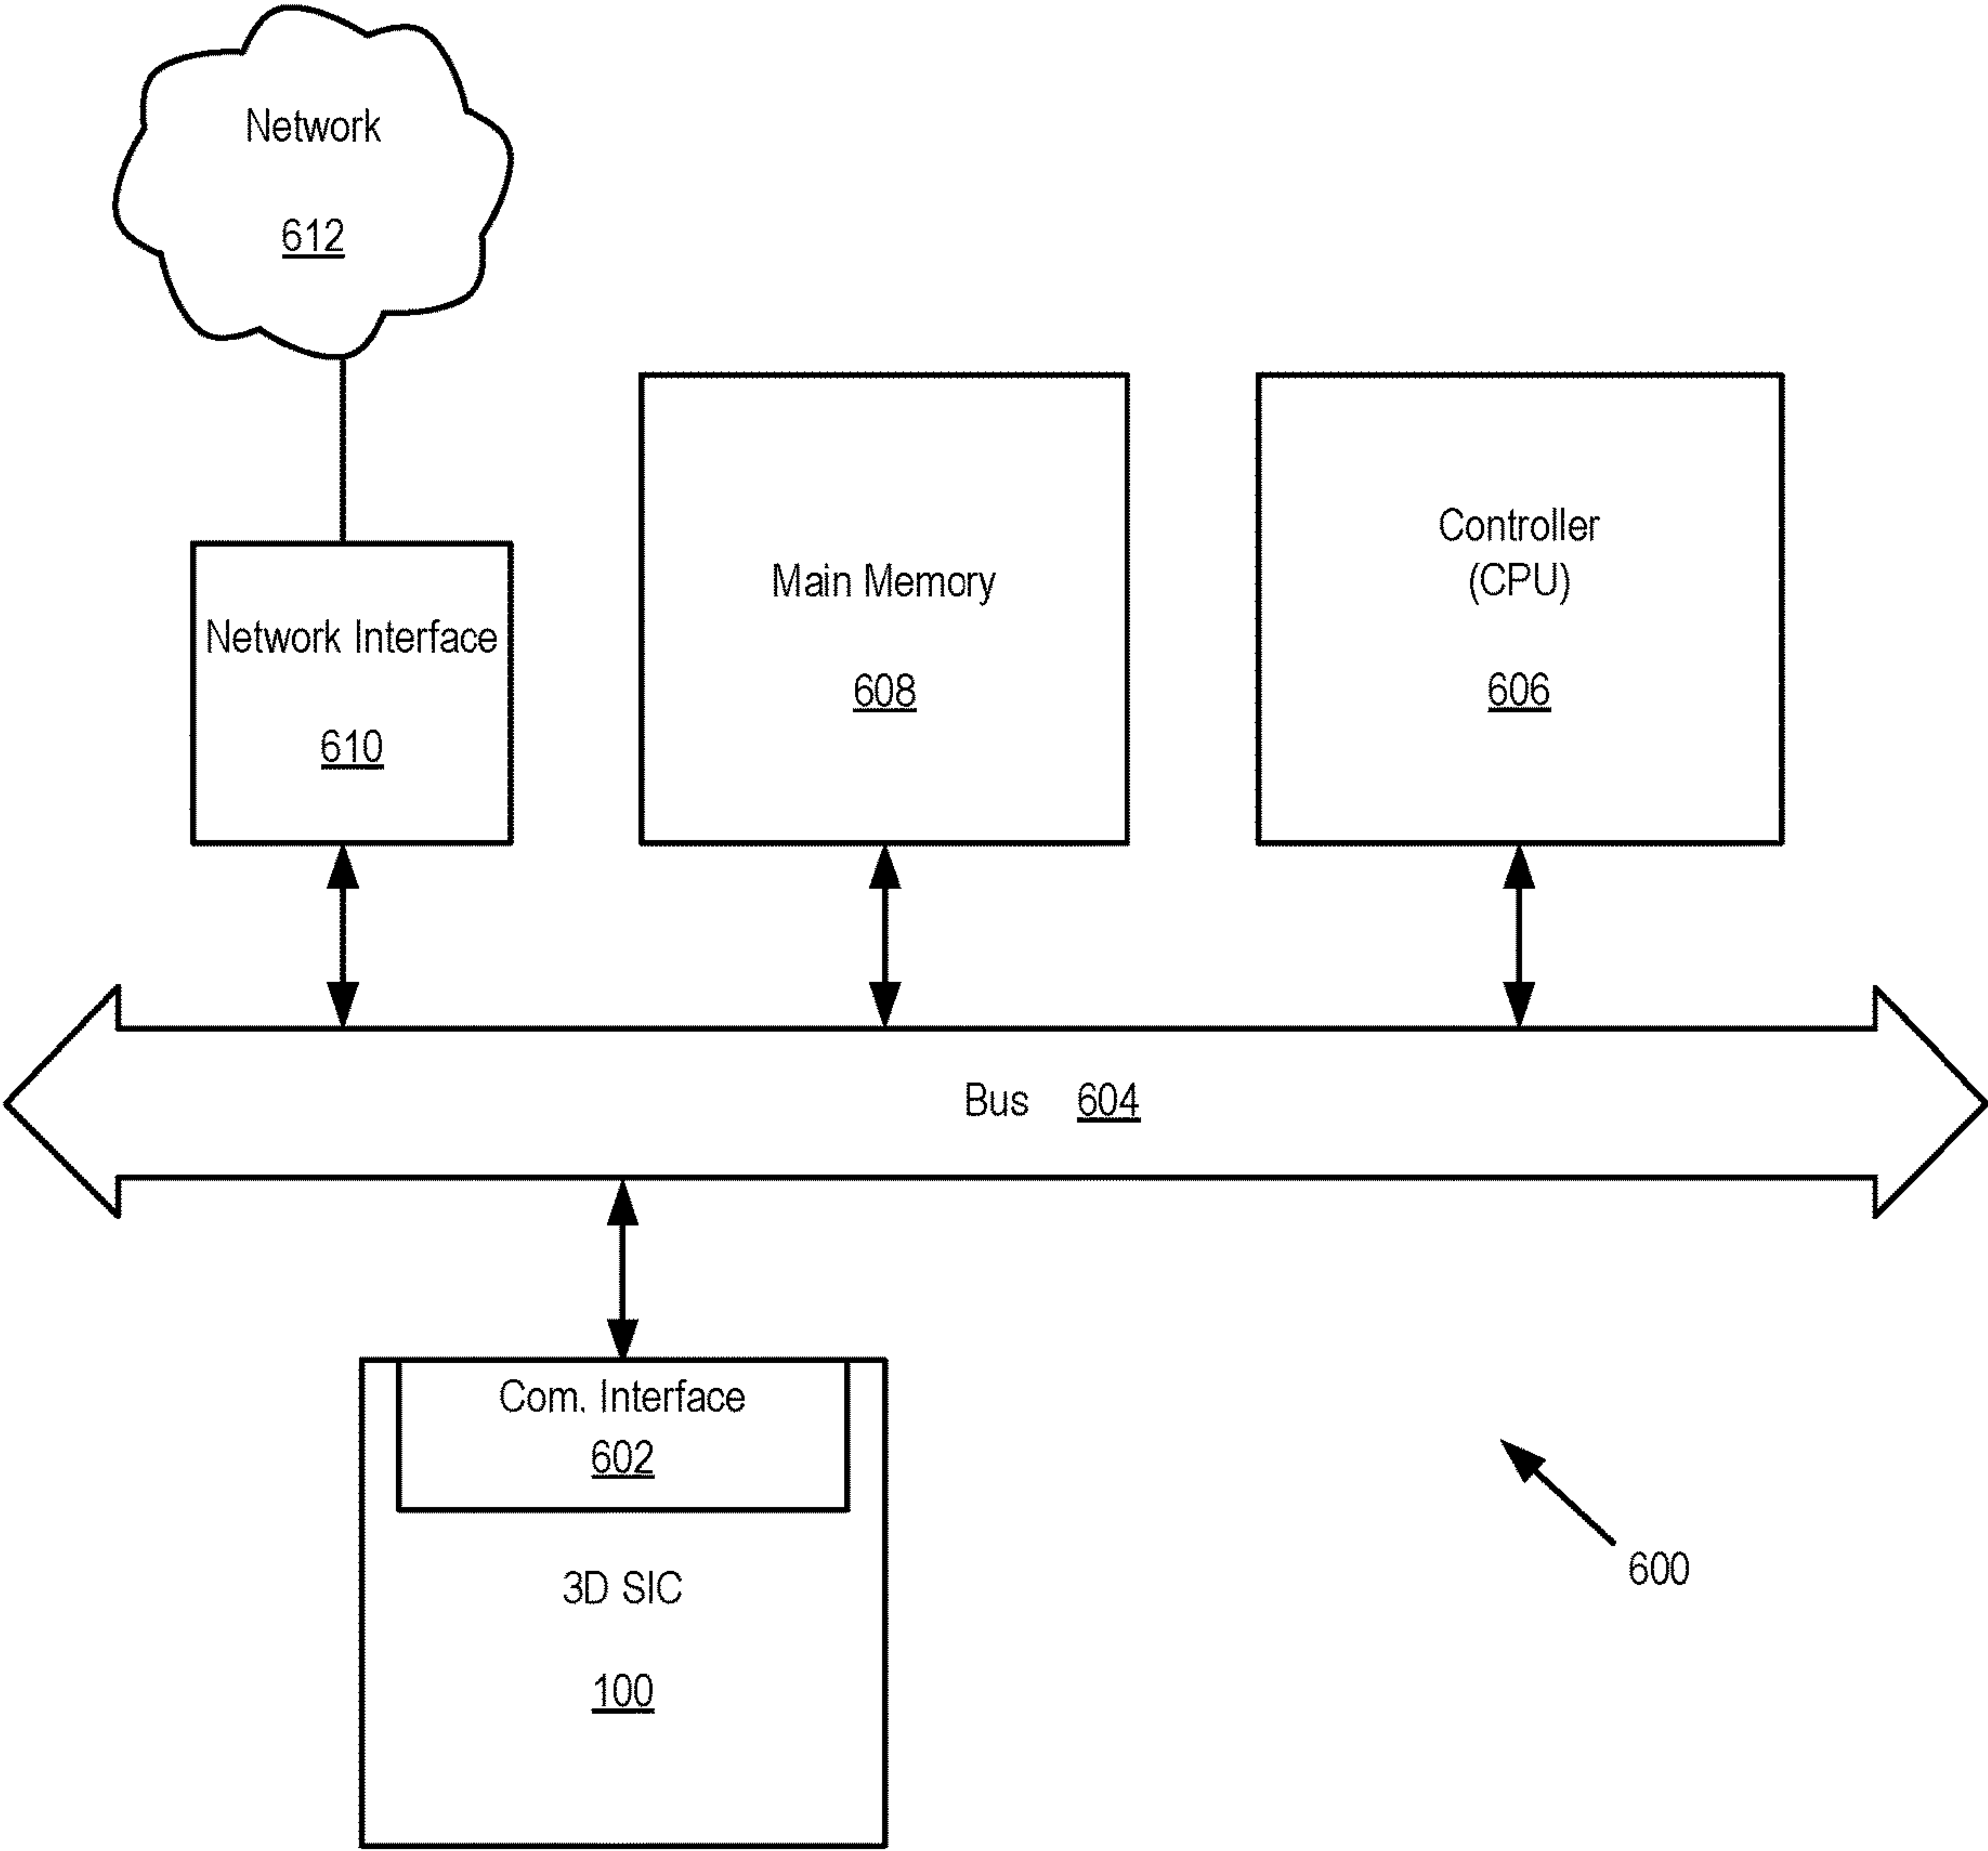 Network
612
Network Interface
610
Main Memory
608
Controller
(CPU)
606
Bus 604
Com. Interface
602
3D SIC
100
600